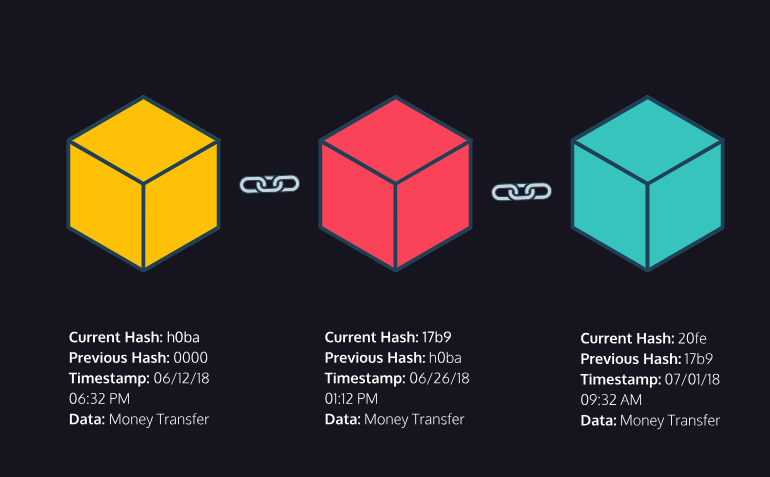 Current Hash: h0ba
Previous Hash: 0000
Timestamp: 06/12/18
06:32 PM
Data: Money Transfer
Current Hash: 17b9
Previous Hash: h0ba
Timestamp: 06/26/18
01:12 PM
Data: Money Transfer
Current Hash: 20fe
Previous Hash: 17b9
Timestamp: 07/01/18
09:32 AM
Data: Money Transfer